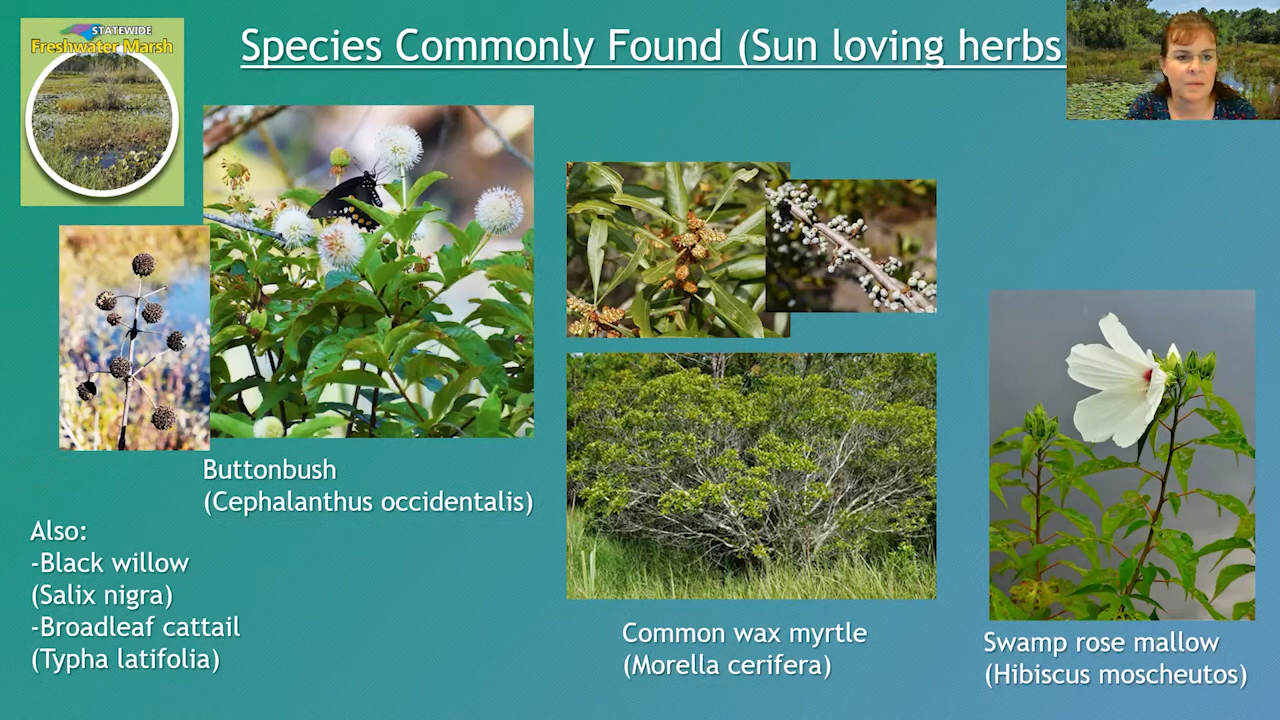 STATEWIDE
Freshwater Marsh
Species Commonly Found (Sun loving herbs
Buttonbush
(Cephalanthus occidentalis)
Also:
-Black willow
(Salix nigra)
-Broadleaf cattail
(Typha latifolia)
Common wax myrtle
(Morella cerifera)
Swamp rose mallow
(Hibiscus moscheutos)